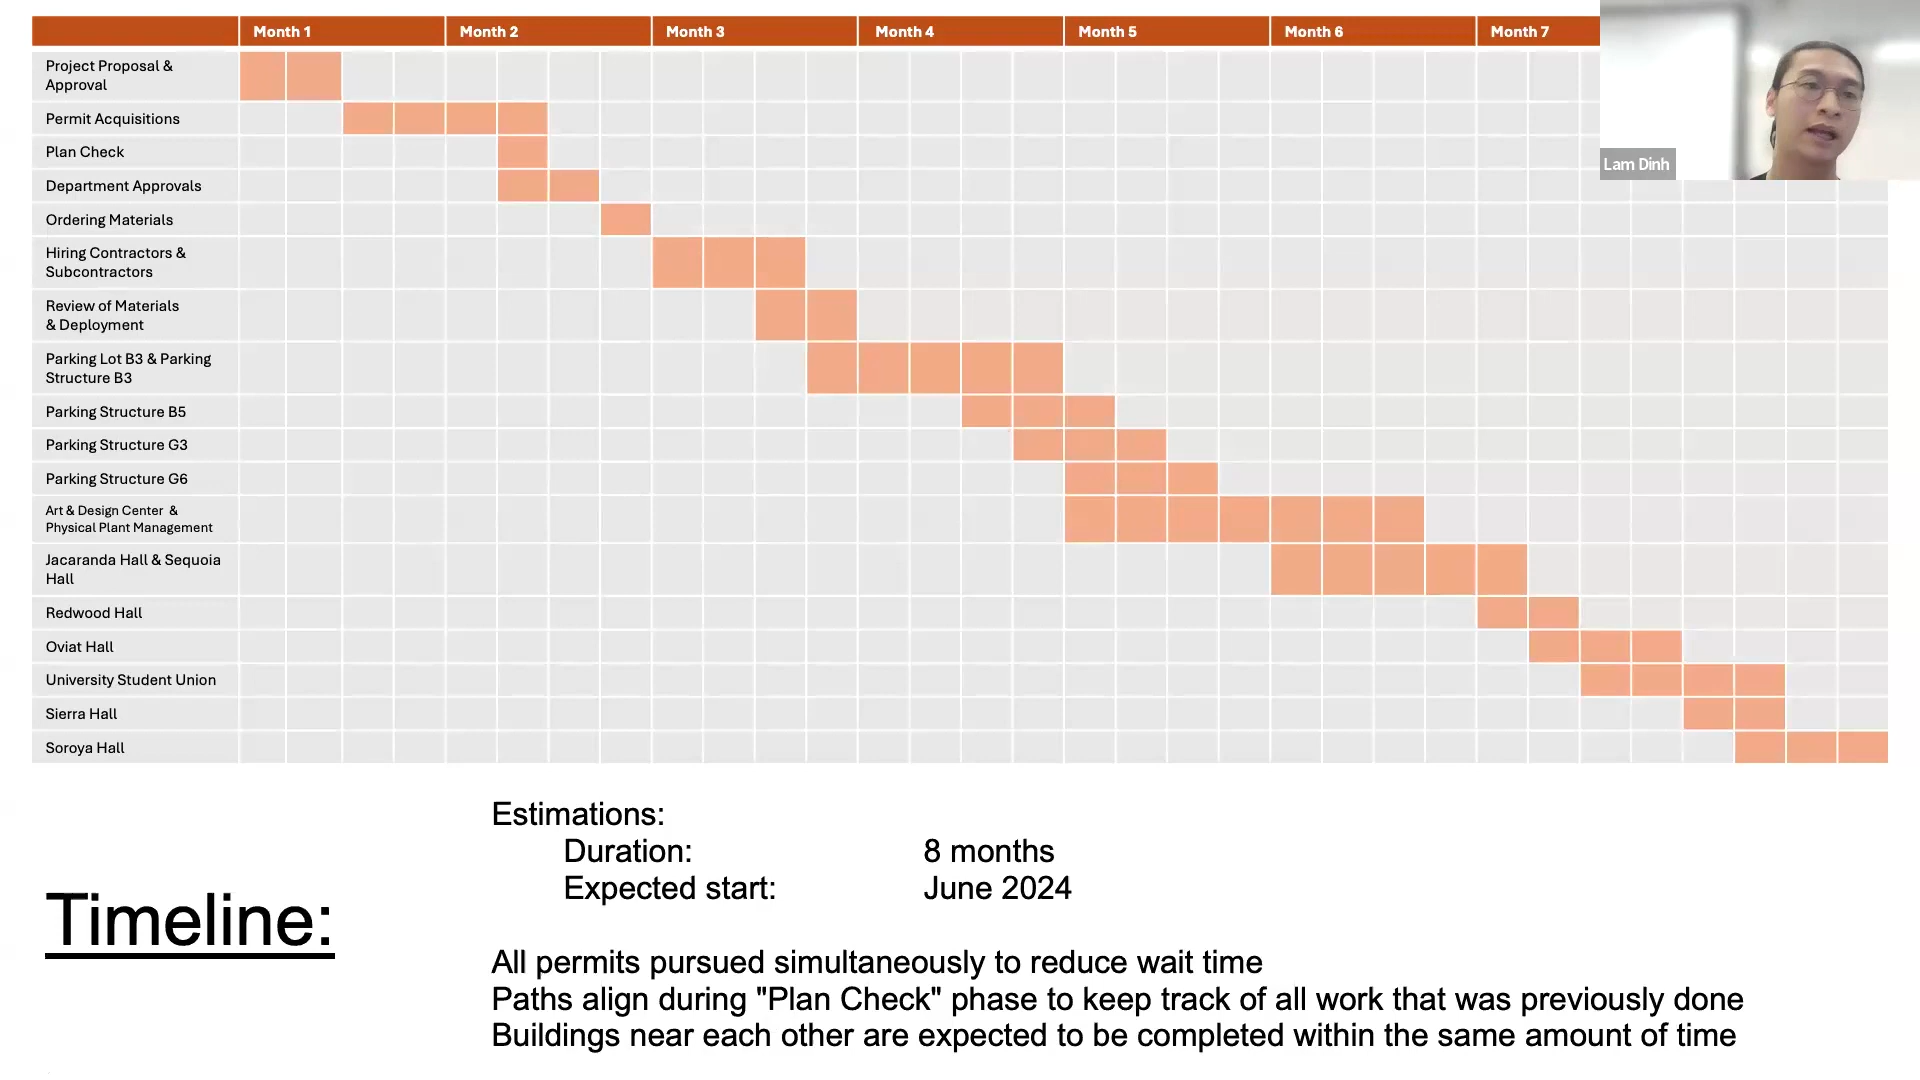 Month 1 Month 2 Month 3 Month 4 Month 5 Month 6 Month 7
Project Proposal &
Approval
Permit Acquisitions
Plan Check
Lam Dinh
Department Approvals
Ordering Materials
Hiring Contractors &
Subcontractors
Review of Materials
& Deployment
Parking Lot B3 & Parking
Structure B3
Parking Structure B5
Parking Structure G3
Parking Structure G6
Art & Design Center &
Physical Plant Management
Jacaranda Hall & Sequoia
Hall
Redwood Hall
Oviat Hall
University Student Union
Sierra Hall
Soroya Hall
Timeline:
Estimations:
Duration: 8 months
Expected start: June 2024
All permits pursued simultaneously to reduce wait time
Paths align during "Plan Check" phase to keep track of all work that was previously done
Buildings near each other are expected to be completed within the same amount of time